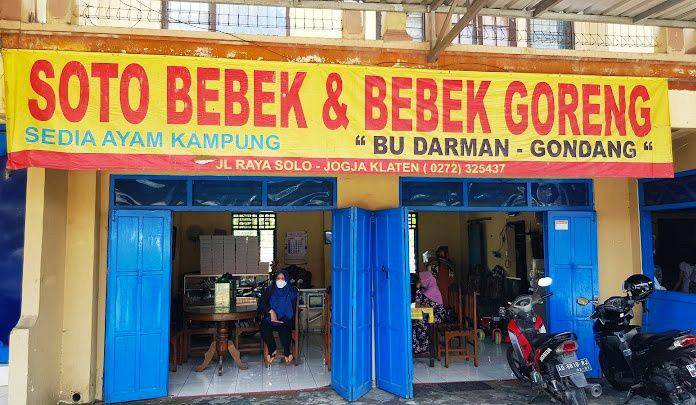 SOTO BEBEK & BEBEK GORENG
SEDIA AYAM KAMPUNG
" BU DARMAN - GONDANG "
JL RAYA SOLO - JOGJA KLATEN ( 0272) 325437